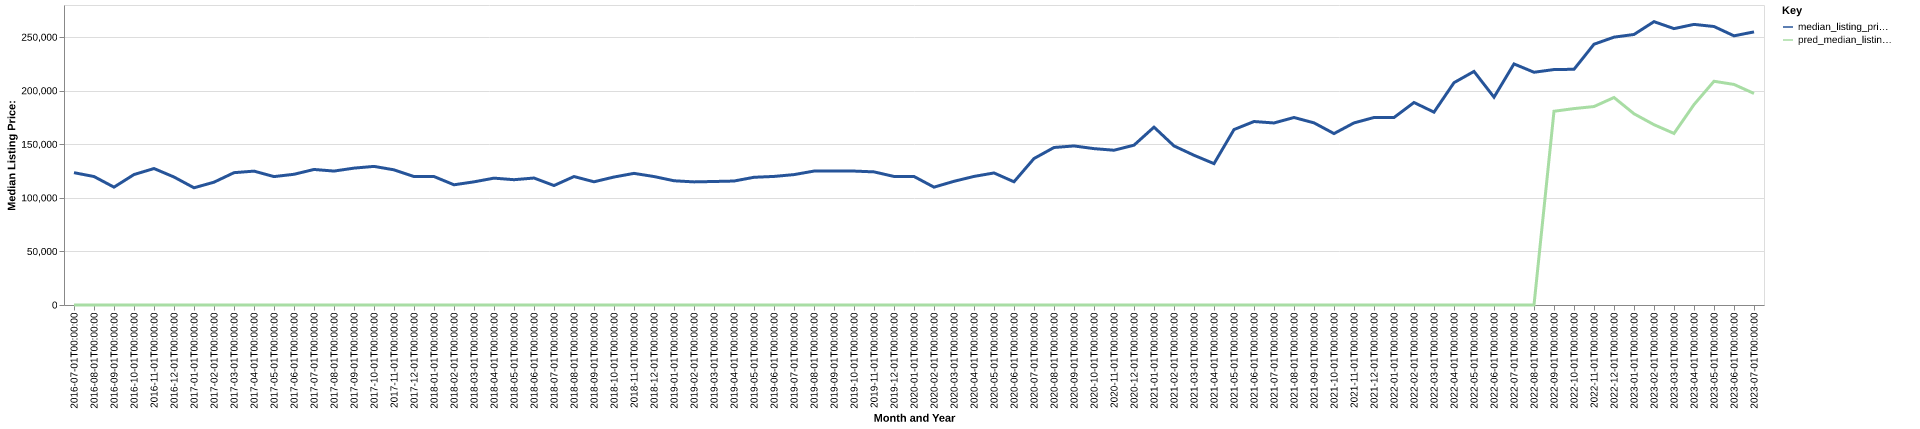 Key
median_listing_pri…
pred_median_listin…
Median Listing Price:
250,000
200,000
150,000
100,000
50,000
0
2016-07-01T00:00:00
2016-08-01T00:00:00
2016-09-01T00:00:00
2016-10-01T00:00:00
2016-11-01T00:00:00
2016-12-01T00:00:00
2017-01-01T00:00:00
2017-02-01T00:00:00
2017-03-01T00:00:00
2017-04-01T00:00:00
2017-05-01T00:00:00
2017-06-01T00:00:00
2017-07-01T00:00:00
2017-08-01T00:00:00
2017-09-01T00:00:00
2017-10-01T00:00:00
2017-11-01T00:00:00
2017-12-01T00:00:00
2018-01-01T00:00:00
2018-02-01T00:00:00
2018-03-01T00:00:00
2018-04-01T00:00:00
2018-05-01T00:00:00
2018-06-01T00:00:00
2018-07-01T00:00:00
2018-08-01T00:00:00
2018-09-01T00:00:00
2018-10-01T00:00:00
2018-11-01T00:00:00
2018-12-01T00:00:00
2019-01-01T00:00:00
2019-02-01T00:00:00
2019-03-01T00:00:00
2019-04-01T00:00:00
2019-05-01T00:00:00
2019-06-01T00:00:00
2019-07-01T00:00:00
2019-08-01T00:00:00
2019-09-01T00:00:00
2019-10-01T00:00:00
2019-11-01T00:00:00
2019-12-01T00:00:00
2020-01-01T00:00:00
2020-02-01T00:00:00
2020-03-01T00:00:00
2020-04-01T00:00:00
2020-05-01T00:00:00
2020-06-01T00:00:00
2020-07-01T00:00:00
2020-08-01T00:00:00
2020-09-01T00:00:00
2020-10-01T00:00:00
2020-11-01T00:00:00
2020-12-01T00:00:00
2021-01-01T00:00:00
2021-02-01T00:00:00
2021-03-01T00:00:00
2021-04-01T00:00:00
2021-05-01T00:00:00
2021-06-01T00:00:00
2021-07-01T00:00:00
2021-08-01T00:00:00
2021-09-01T00:00:00
2021-10-01T00:00:00
2021-11-01T00:00:00
2021-12-01T00:00:00
2022-01-01T00:00:00
2022-02-01T00:00:00
2022-03-01T00:00:00
2022-04-01T00:00:00
2022-05-01T00:00:00
2022-06-01T00:00:00
2022-07-01T00:00:00
2022-08-01T00:00:00
2022-09-01T00:00:00
2022-10-01T00:00:00
2022-11-01T00:00:00
2022-12-01T00:00:00
2023-01-01T00:00:00
2023-02-01T00:00:00
2023-03-01T00:00:00
2023-04-01T00:00:00
2023-05-01T00:00:00
2023-06-01T00:00:00
2023-07-01T00:00:00
Month and Year